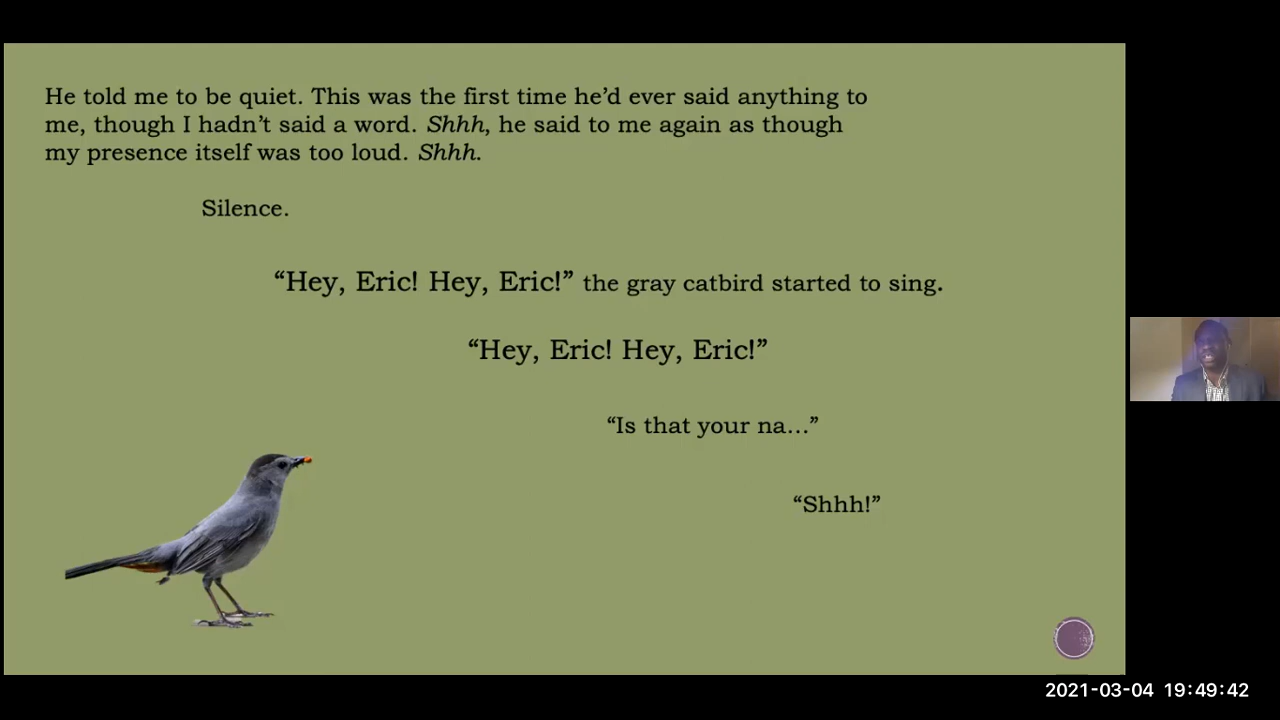 He told me to be quiet. This was the first time he’d ever said anything to
me, though I hadn’t said a word. Shhh, he said to me again as though
my presence itself was too loud. Shhh.
Silence.
“Hey, Eric! Hey, Eric!” the gray catbird started to sing.
“Hey, Eric! Hey, Eric!”
“Is that your na...”
“Shhh!”
2021-03-04 19:49:42